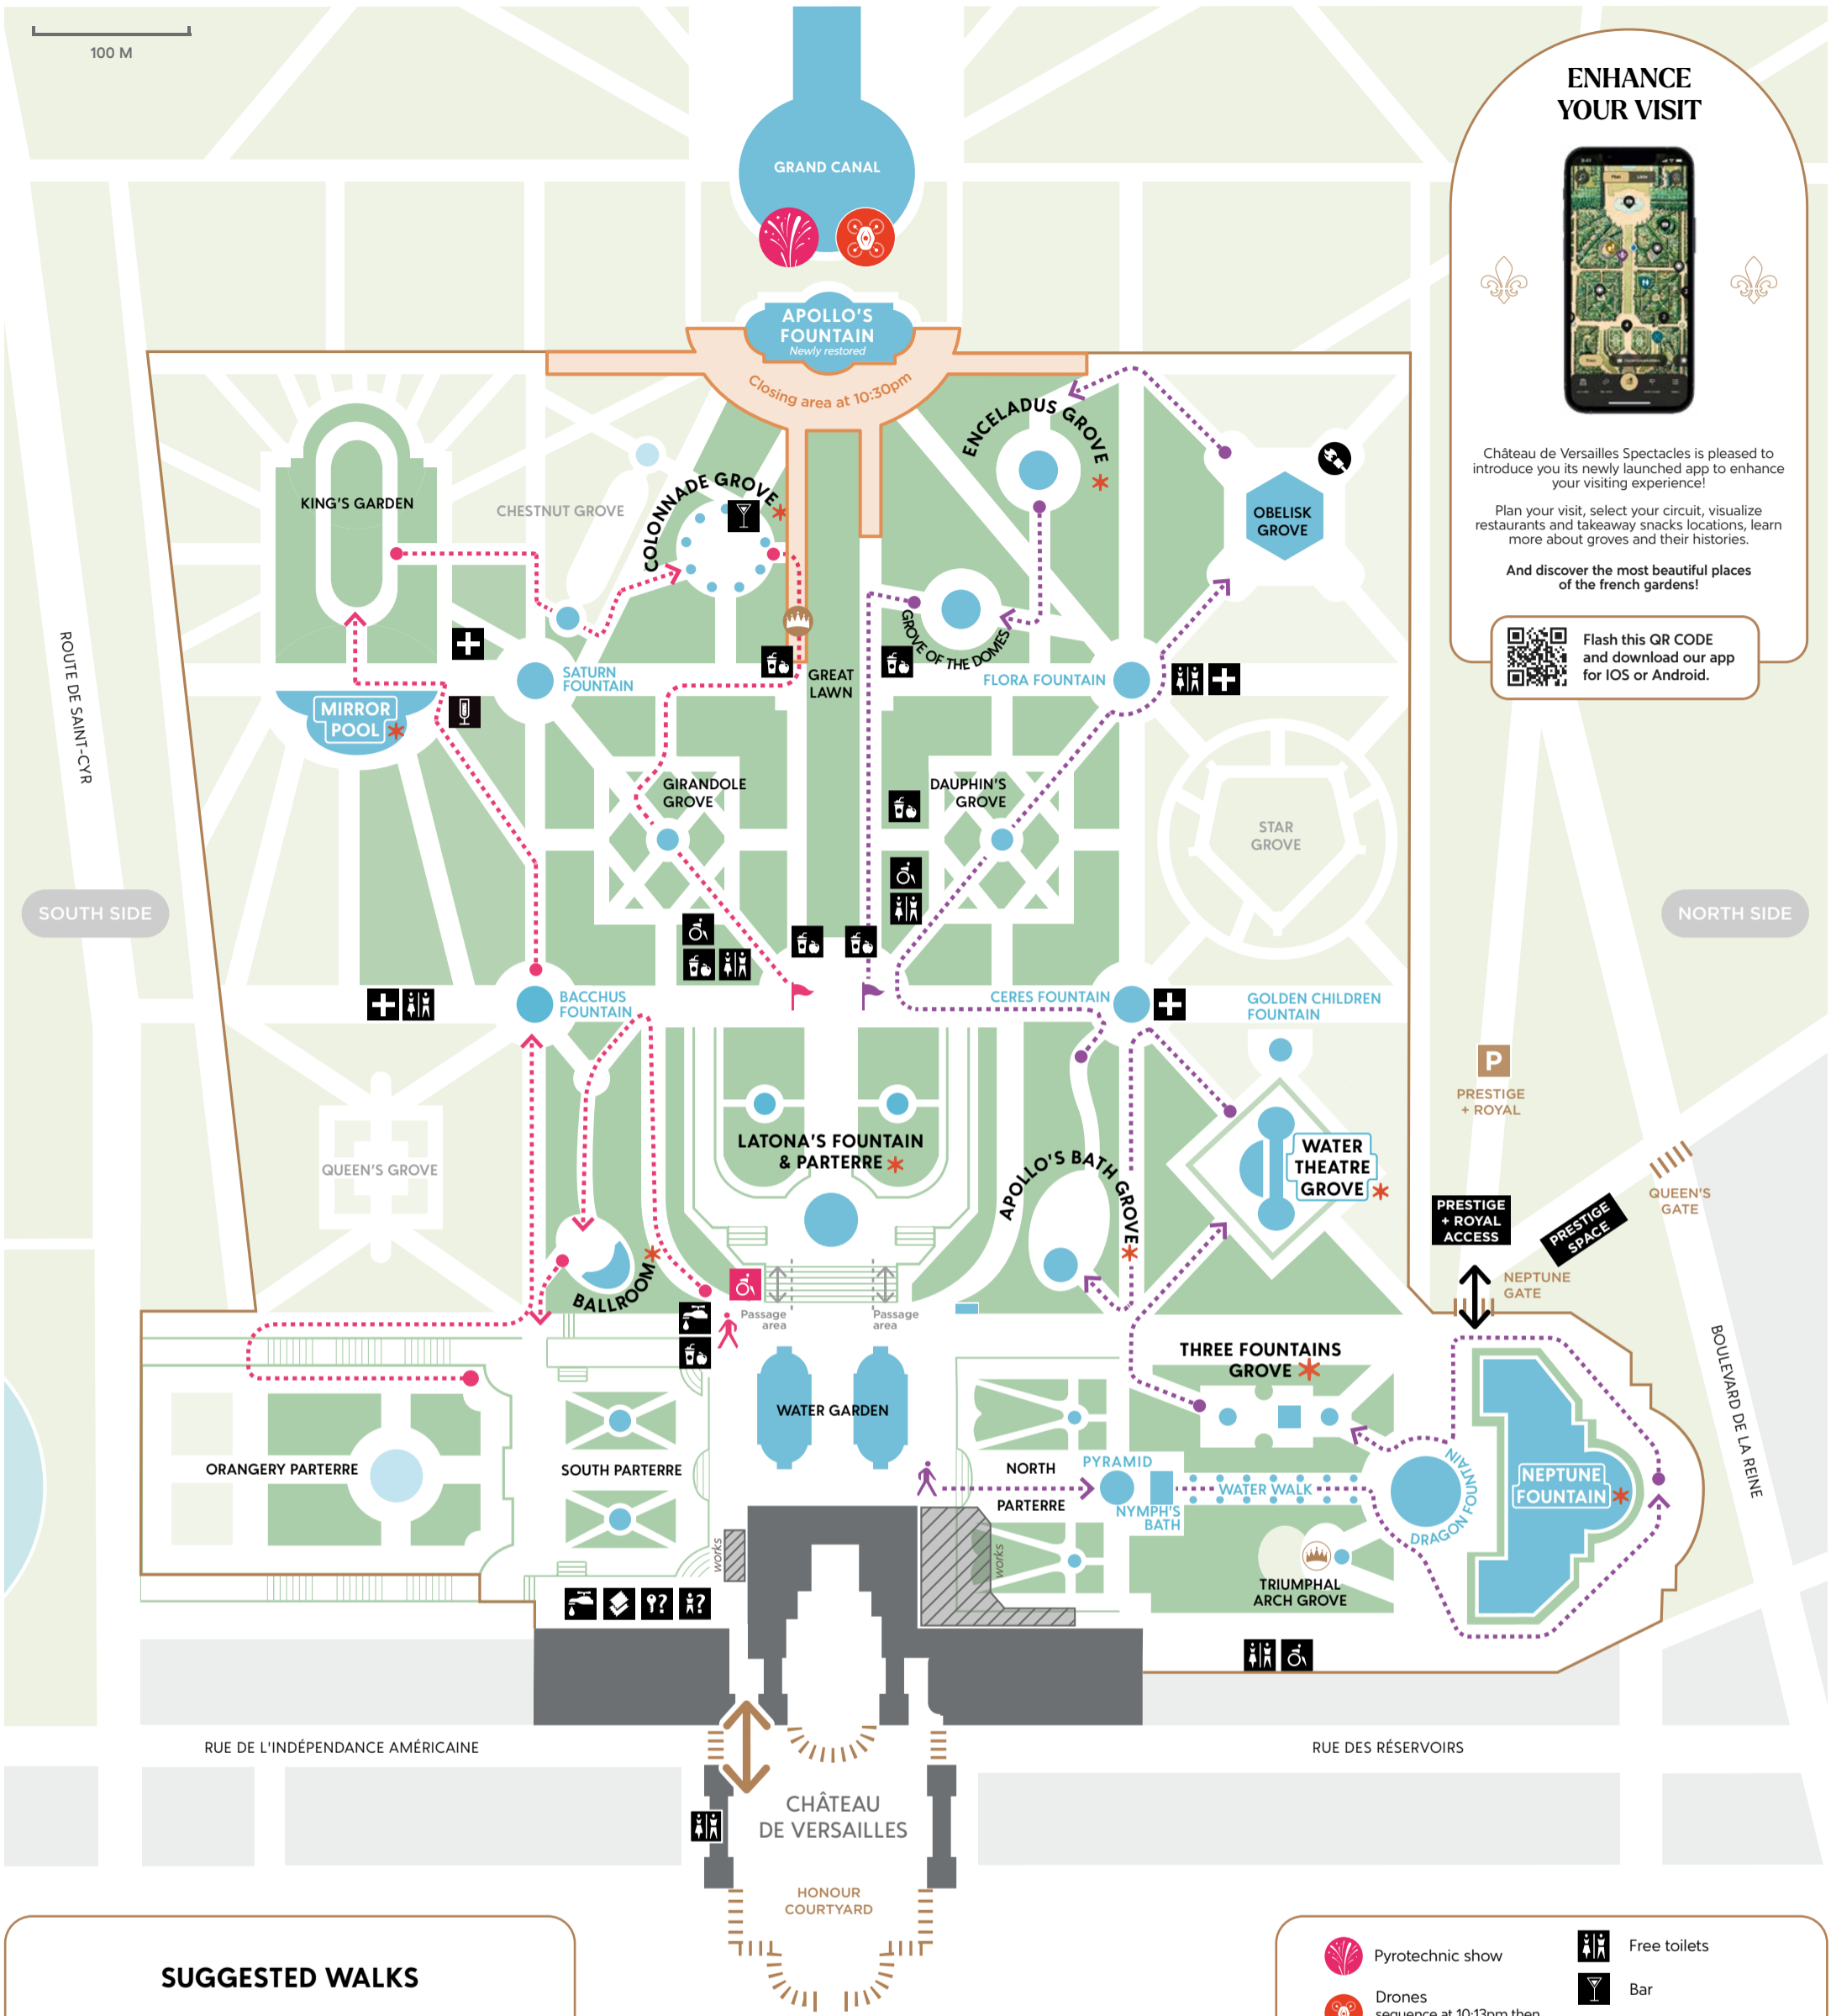 100 M
GRAND CANAL
APOLLO'S
FOUNTAIN
Newly restored
Closing area at 10:30pm
ENHANCE
YOUR VISIT
Château de Versailles Spectacles is pleased to
introduce you its newly launched app to enhance
your visiting experience!
Plan your visit, select your circuit, visualize
restaurants and takeaway snacks locations, learn
more about groves and their histories.
And discover the most beautiful places
of the french gardens!
Flash this QR CODE
and download our app
for IOS or Android.
KING'S GARDEN
CHESTNUT GROVE
COLONNADE GROVE
ENCELADUS GROVE
OBELISK
GROVE
GROVE OF THE DOMES
ROUTE DE SAINT-CYR
SATURN
FOUNTAIN
GREAT
LAWN
FLORA FOUNTAIN
MIRROR
POOL
GIRANDOLE
GROVE
DAUPHIN'S
GROVE
STAR
GROVE
SOUTH SIDE
NORTH SIDE
BACCHUS
FOUNTAIN
CERES FOUNTAIN
GOLDEN CHILDREN
FOUNTAIN
P
PRESTIGE
+ ROYAL
QUEEN'S GROVE
LATONA'S FOUNTAIN
& PARTERRE
APOLLO'S BATH GROVE
WATER
THEATRE
GROVE
QUEEN'S
GATE
PRESTIGE
+ ROYAL
ACCESS
PRESTIGE
SPACE
NEPTUNE
GATE
BALLROOM
Passage
area
Passage
area
THREE FOUNTAINS
GROVE
BOULEVARD DE LA REINE
WATER GARDEN
ORANGERY PARTERRE
SOUTH PARTERRE
NORTH
PARTERRE
PYRAMID
NYMPH'S
BATH
WATER WALK
DRAGON FOUNTAIN
NEPTUNE
FOUNTAIN
works
works
TRIUMPHAL
ARCH GROVE
RUE DE L'INDÉPENDANCE AMÉRICAINE
RUE DES RÉSERVOIRS
CHÂTEAU
DE VERSAILLES
HONOUR
COURTYARD
SUGGESTED WALKS
Pyrotechnic show
Free toilets
Bar
Drones
sequence at 10:13pm then